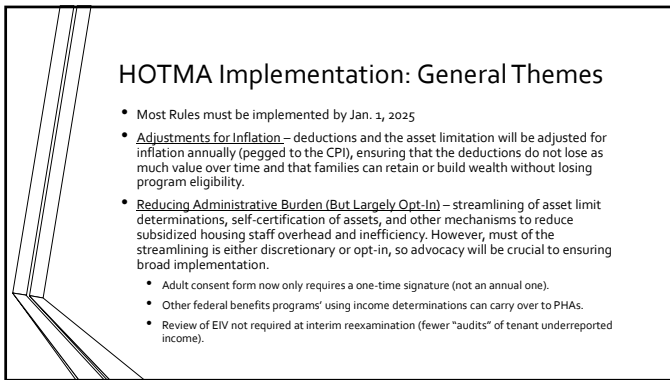 HOTMA Implementation: General Themes
• Most Rules must be implemented by Jan. 1, 2025
• Adjustments for Inflation – deductions and the asset limitation will be adjusted for
inflation annually (pegged to the CPI), ensuring that the deductions do not lose as
much value over time and that families can retain or build wealth without losing
program eligibility.
• Reducing Administrative Burden (But Largely Opt-In) – streamlining of asset limit
determinations, self-certification of assets, and other mechanisms to reduce
subsidized housing staff overhead and inefficiency. However, must of the
streamlining is either discretionary or opt-in, so advocacy will be crucial to ensuring
broad implementation.
• Adult consent form now only requires a one-time signature (not an annual one).
• Other federal benefits programs' using income determinations can carry over to PHAs.
• Review of EIV not required at interim reexamination (fewer "audits" of tenant underreported
income).